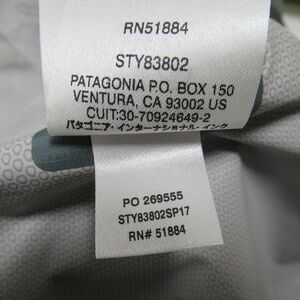 RN51884
STY83802
PATAGONIA P.O. BOX 150
VENTURA, CA 93002 US
CUIT:30-70924649-2
パタゴニア・インターナショナル・インク
PO 269555
STY83802SP17
RN# 51884